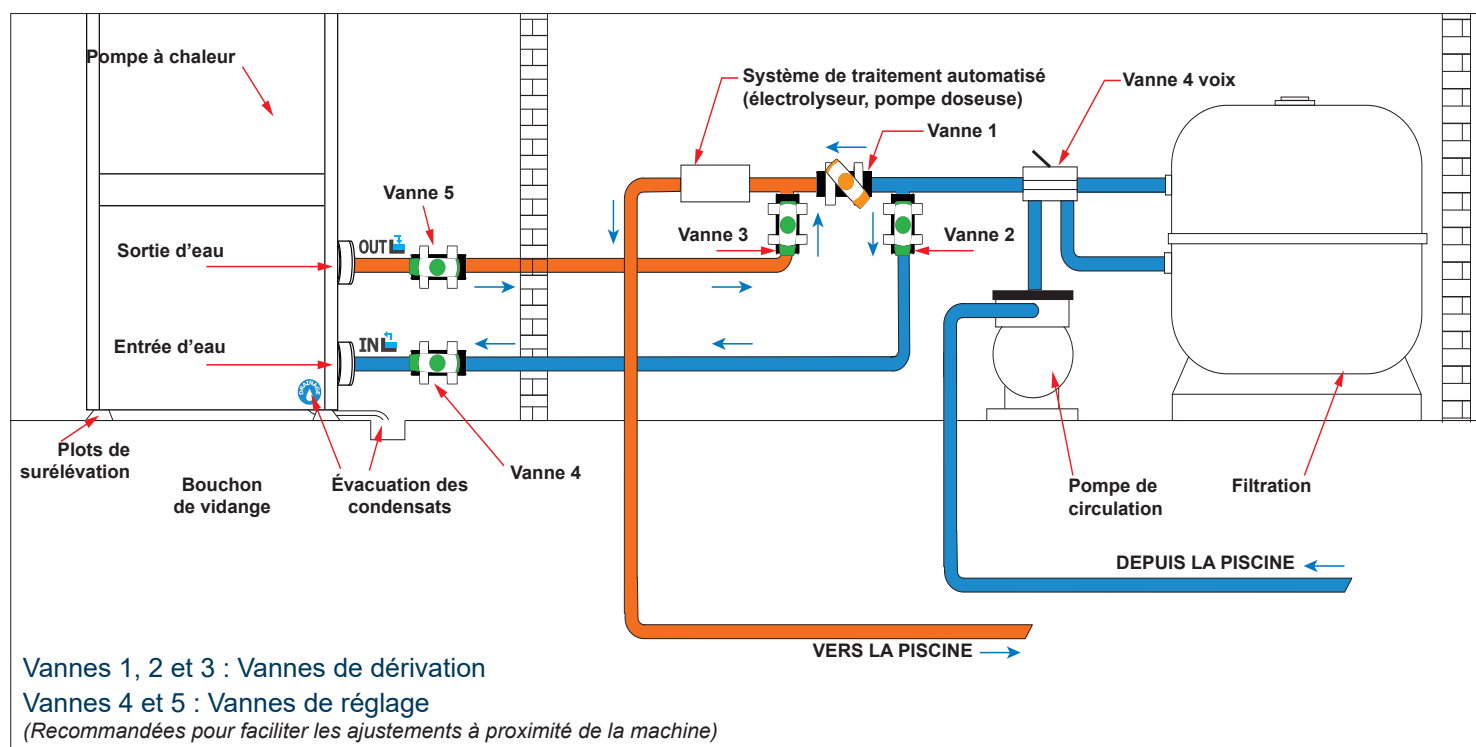 Pompe à chaleur
Système de traitement automatisé
(électrolyseur, pompe doseuse)
Vanne 4 voix
Vanne 1
Vanne 5
Vanne 3
Vanne 2
Sortie d'eau
OUT
Entrée d'eau
IN
DRAINAGE
Plots de
surélévation
Bouchon
de vidange
Évacuation des
condensats
Vanne 4
Pompe de
circulation
Filtration
DEPUIS LA PISCINE
VERS LA PISCINE
Vannes 1, 2 et 3 : Vannes de dérivation
Vannes 4 et 5 : Vannes de réglage
(Recommandées pour faciliter les ajustements à proximité de la machine)